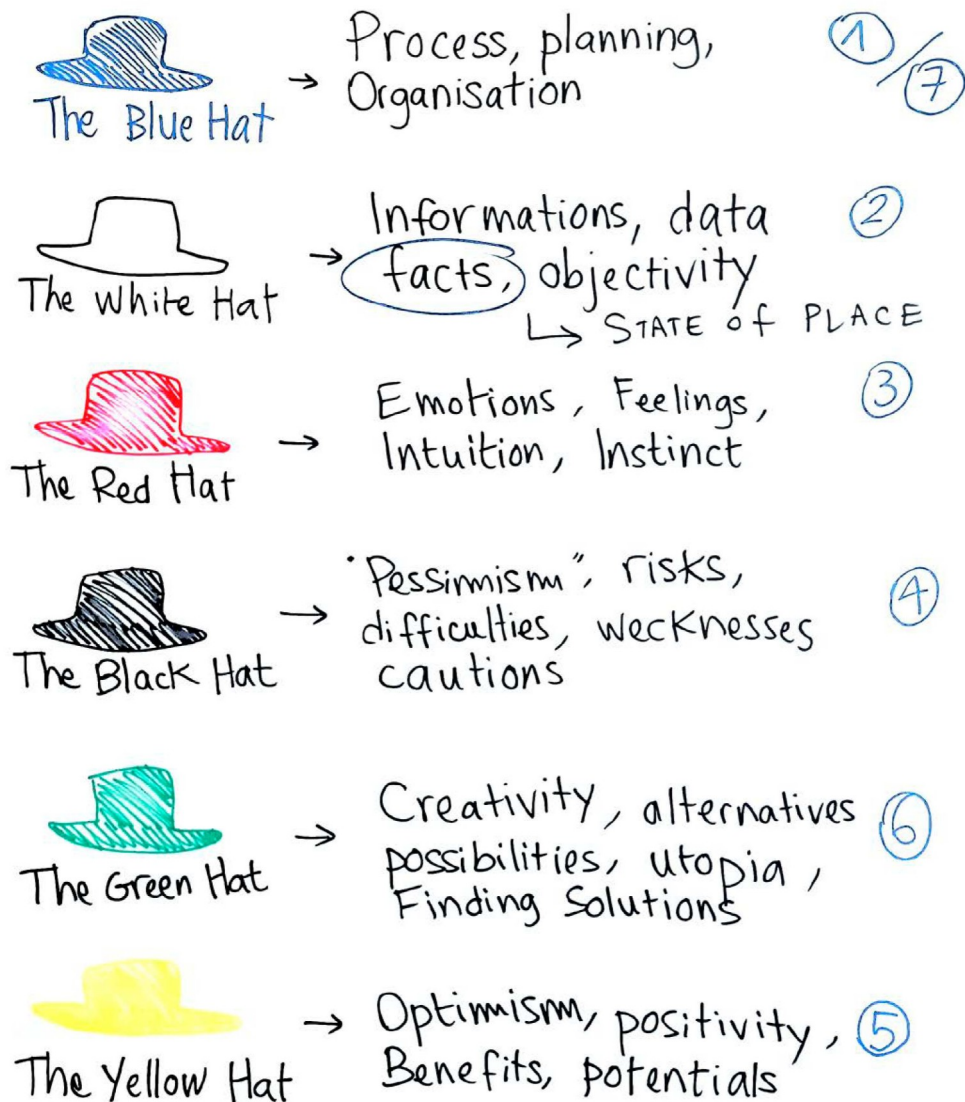 The Blue Hat → Process, planning,
Organisation
1/7
The White Hat → Informations, data
facts, objectivity
↳ STATE of PLACE
2
The Red Hat → Emotions, Feelings,
Intuition, Instinct
3
The Black Hat → "Pessimism", risks,
difficulties, wecknesses
cautions
4
The Green Hat → Creativity, alternatives
possibilities, utopia,
Finding Solutions
6
The Yellow Hat → Optimism, positivity,
Benefits, potentials
5